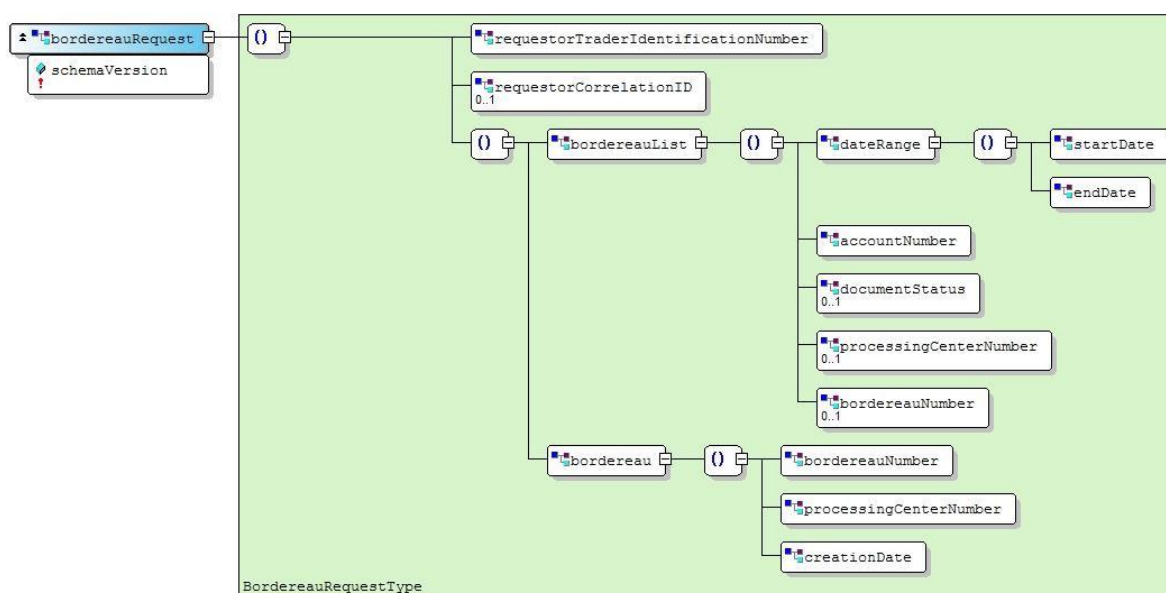 bordereauRequest
schemaVersion
()
requestorTraderIdentificationNumber
requestorCorrelationID
0..1
()
bordereauList
()
dateRange
()
startDate
endDate
accountNumber
documentStatus
0..1
processingCenterNumber
0..1
bordereauNumber
0..1
bordereau
()
bordereauNumber
processingCenterNumber
creationDate
BordereauRequestType